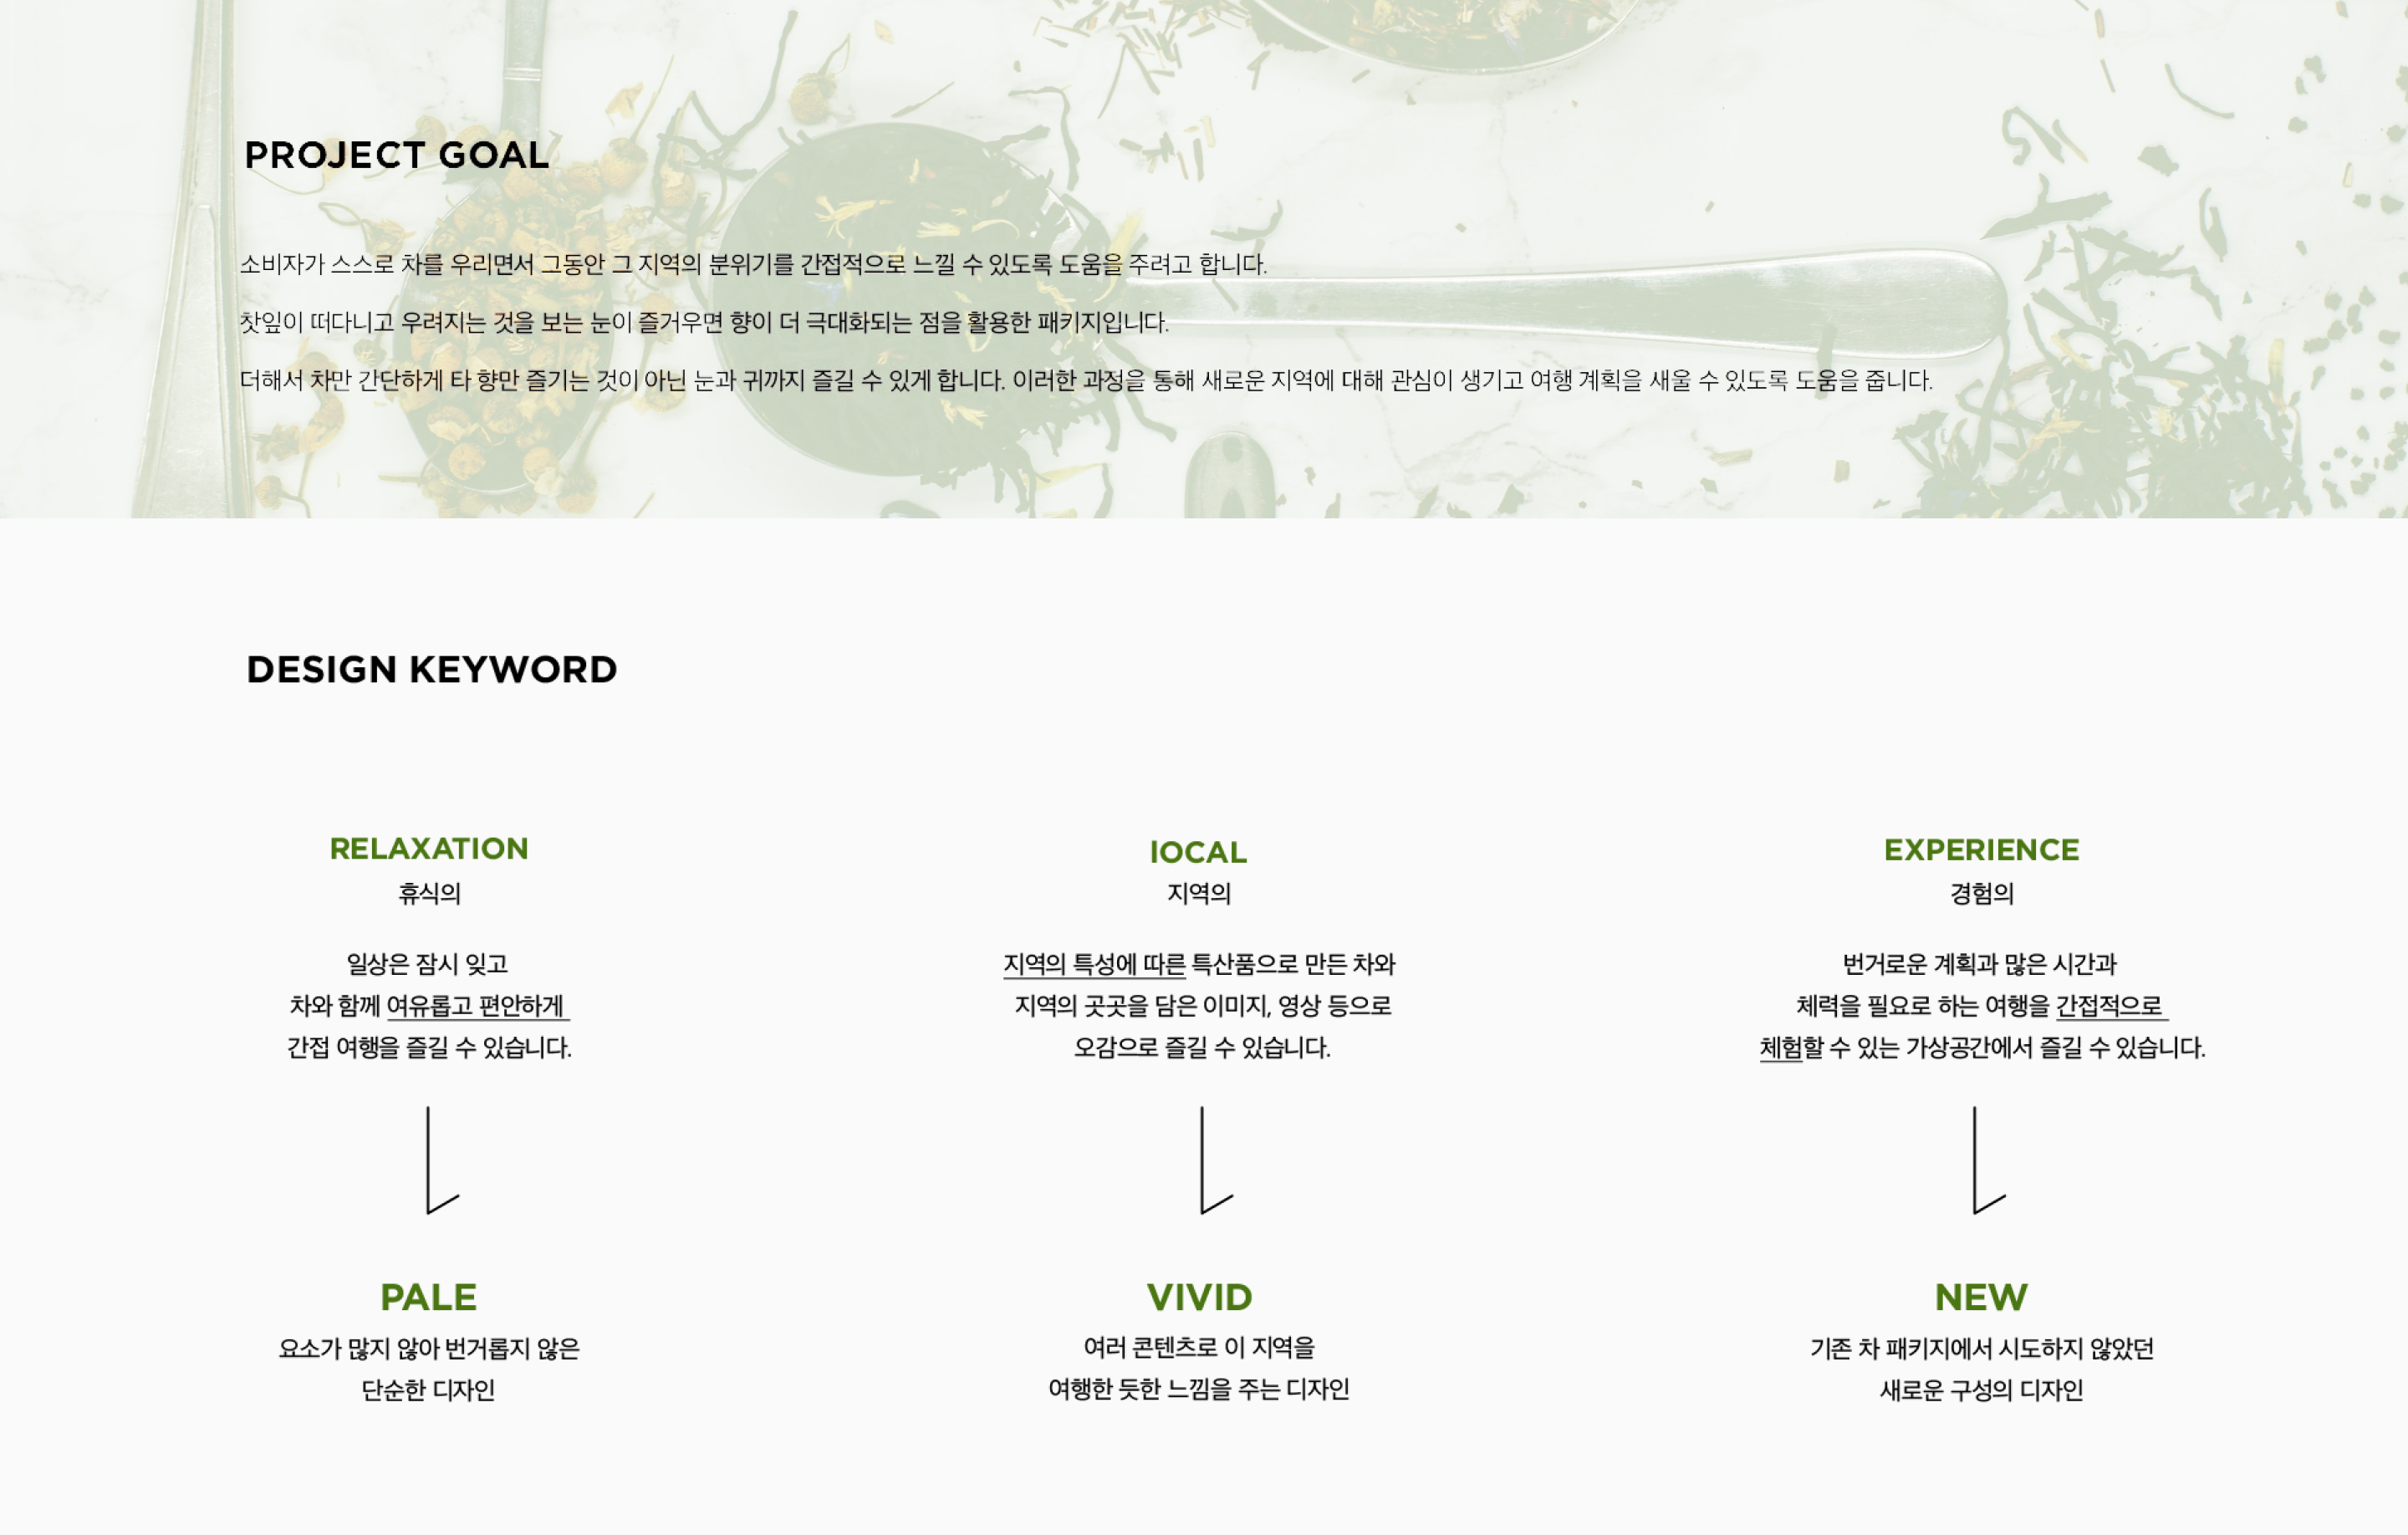 PROJECT GOAL
소비자가 스스로 차를 우리면서 그동안 그 지역의 분위기를 간접적으로 느낄 수 있도록 도움을 주려고 합니다.
찻잎이 떠다니고 우려지는 것을 보는 눈이 즐거우면 향이 더 극대화되는 점을 활용한 패키지입니다.
더해서 차만 간단하게 타 향만 즐기는 것이 아닌 눈과 귀까지 즐길 수 있게 합니다. 이러한 과정을 통해 새로운 지역에 대해 관심이 생기고 여행 계획을 새울 수 있도록 도움을 줍니다.
DESIGN KEYWORD
RELAXATION
휴식의
일상은 잠시 잊고
차와 함께 여유롭고 편안하게
간접 여행을 즐길 수 있습니다.
PALE
요소가 많지 않아 번거롭지 않은
단순한 디자인
lOCAL
지역의
지역의 특성에 따른 특산품으로 만든 차와
지역의 곳곳을 담은 이미지, 영상 등으로
오감으로 즐길 수 있습니다.
VIVID
여러 콘텐츠로 이 지역을
여행한 듯한 느낌을 주는 디자인
EXPERIENCE
경험의
번거로운 계획과 많은 시간과
체력을 필요로 하는 여행을 간접적으로
체험할 수 있는 가상공간에서 즐길 수 있습니다.
NEW
기존 차 패키지에서 시도하지 않았던
새로운 구성의 디자인